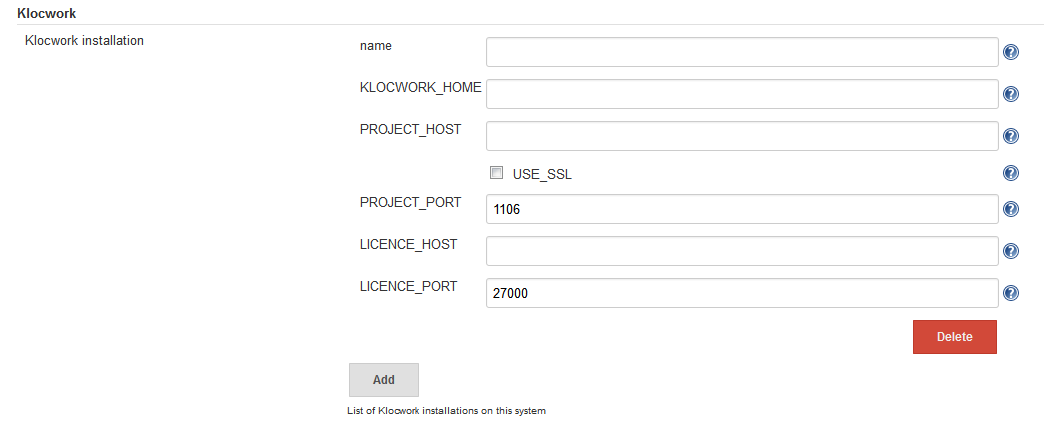 Klocwork
Klocwork installation
name
KLOCWORK_HOME
PROJECT_HOST
USE_SSL
PROJECT_PORT
1106
LICENCE_HOST
LICENCE_PORT
27000
Delete
Add
List of Klocwork installations on this system